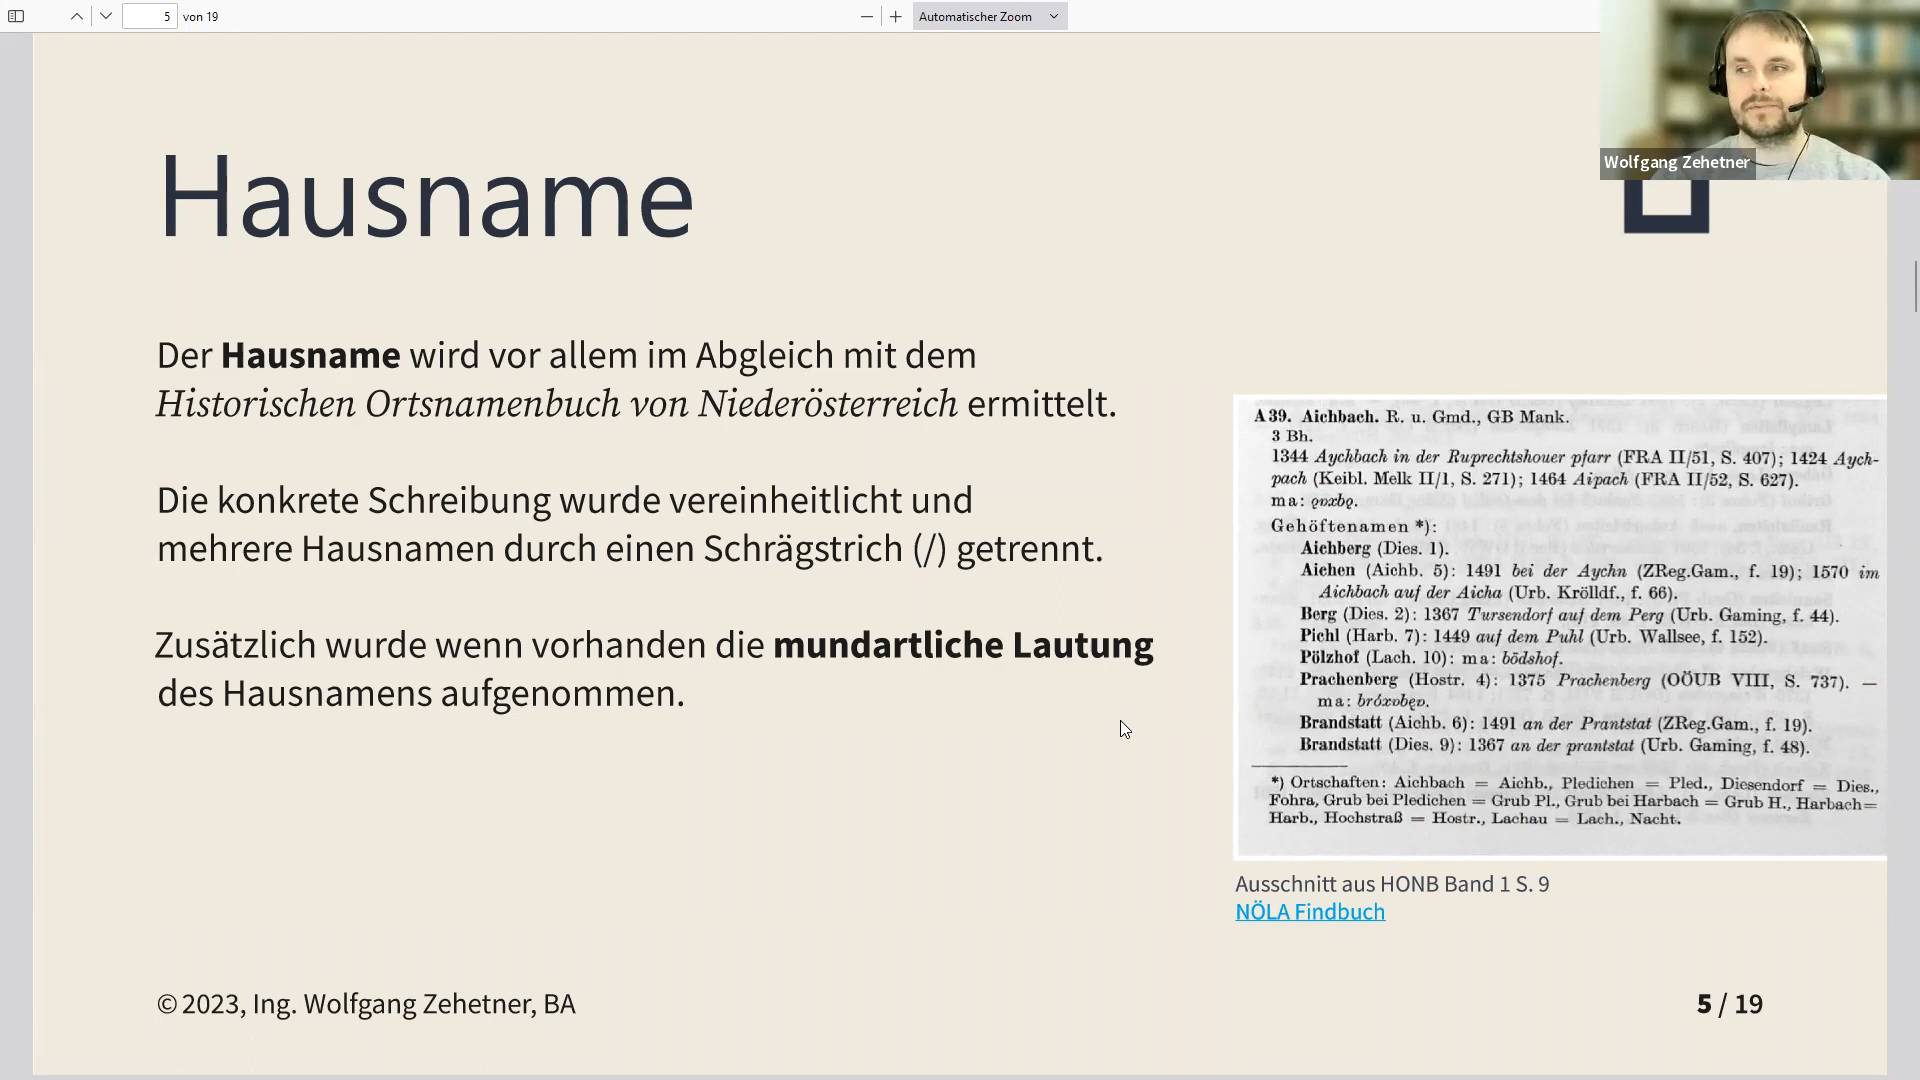 5 von 19
Automatischer Zoom
Wolfgang Zehetner
Hausname
Der Hausname wird vor allem im Abgleich mit dem
Historischen Ortsnamenbuch von Niederösterreich ermittelt.
Die konkrete Schreibung wurde vereinheitlicht und
mehrere Hausnamen durch einen Schrägstrich (/) getrennt.
Zusätzlich wurde wenn vorhanden die mundartliche Lautung
des Hausnamens aufgenommen.
A 39. Aichbach. R. u. Gmd., GB Mank.
3 Bh.
1344 Aychbach in der Ruprechtshouer pfarr (FRA II/51, S. 407); 1424 Aych-
pach (Keibl. Melk II/1, S. 271); 1464 Aipach (FRA II/52, S. 627).
ma:
Gehöftenamen *):
Aichberg (Dies. 1).
Aichen (Aichb. 5): 1491 bei der Aychn (ZReg.Gam., f. 19); 1570 im
Aichbach auf der Aicha (Urb. Krölldf., f. 66).
Berg (Dies. 2): 1367 Tursendorf auf dem Perg (Urb. Gaming, f. 44).
Pichl (Harb. 7): 1449 auf dem Puhl (Urb. Wallsee, f. 152).
Pölzhof (Lach. 10): ma: bödshof.
Prachenberg (Hostr. 4): 1375 Prachenberg (OÖUB VIII, S. 737). —
ma:
Brandstatt (Aichb. 6): 1491 an der Prantstat (ZReg.Gam., f. 19).
Brandstatt (Dies. 9): 1367 an der prantstat (Urb. Gaming, f. 48).
*) Ortschaften: Aichbach = Aichb., Pledichen = Pled., Diesendorf = Dies.,
Fohra, Grub bei Pledichen = Grub Pl., Grub bei Harbach = Grub H., Harbach=
Harb., Hochstraß = Hostr., Lachau = Lach., Nacht.
Ausschnitt aus HONB Band 1 S. 9
NÖLA Findbuch
© 2023, Ing. Wolfgang Zehetner, BA
5 / 19